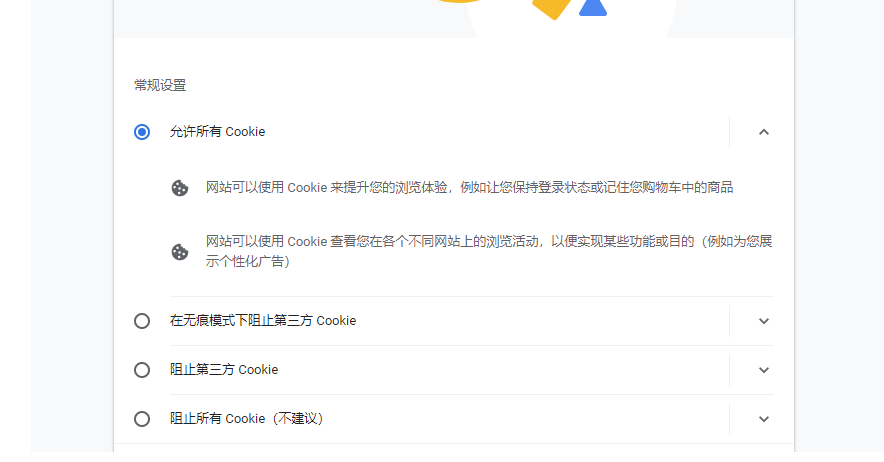 常规设置
允许所有 Cookie
网站可以使用 Cookie 来提升您的浏览体验，例如让您保持登录状态或记住您购物车中的商品
网站可以使用 Cookie 查看您在各个不同网站上的浏览活动，以便实现某些功能或目的（例如为您展
示个性化广告）
在无痕模式下阻止第三方 Cookie
阻止第三方 Cookie
阻止所有 Cookie（不建议）